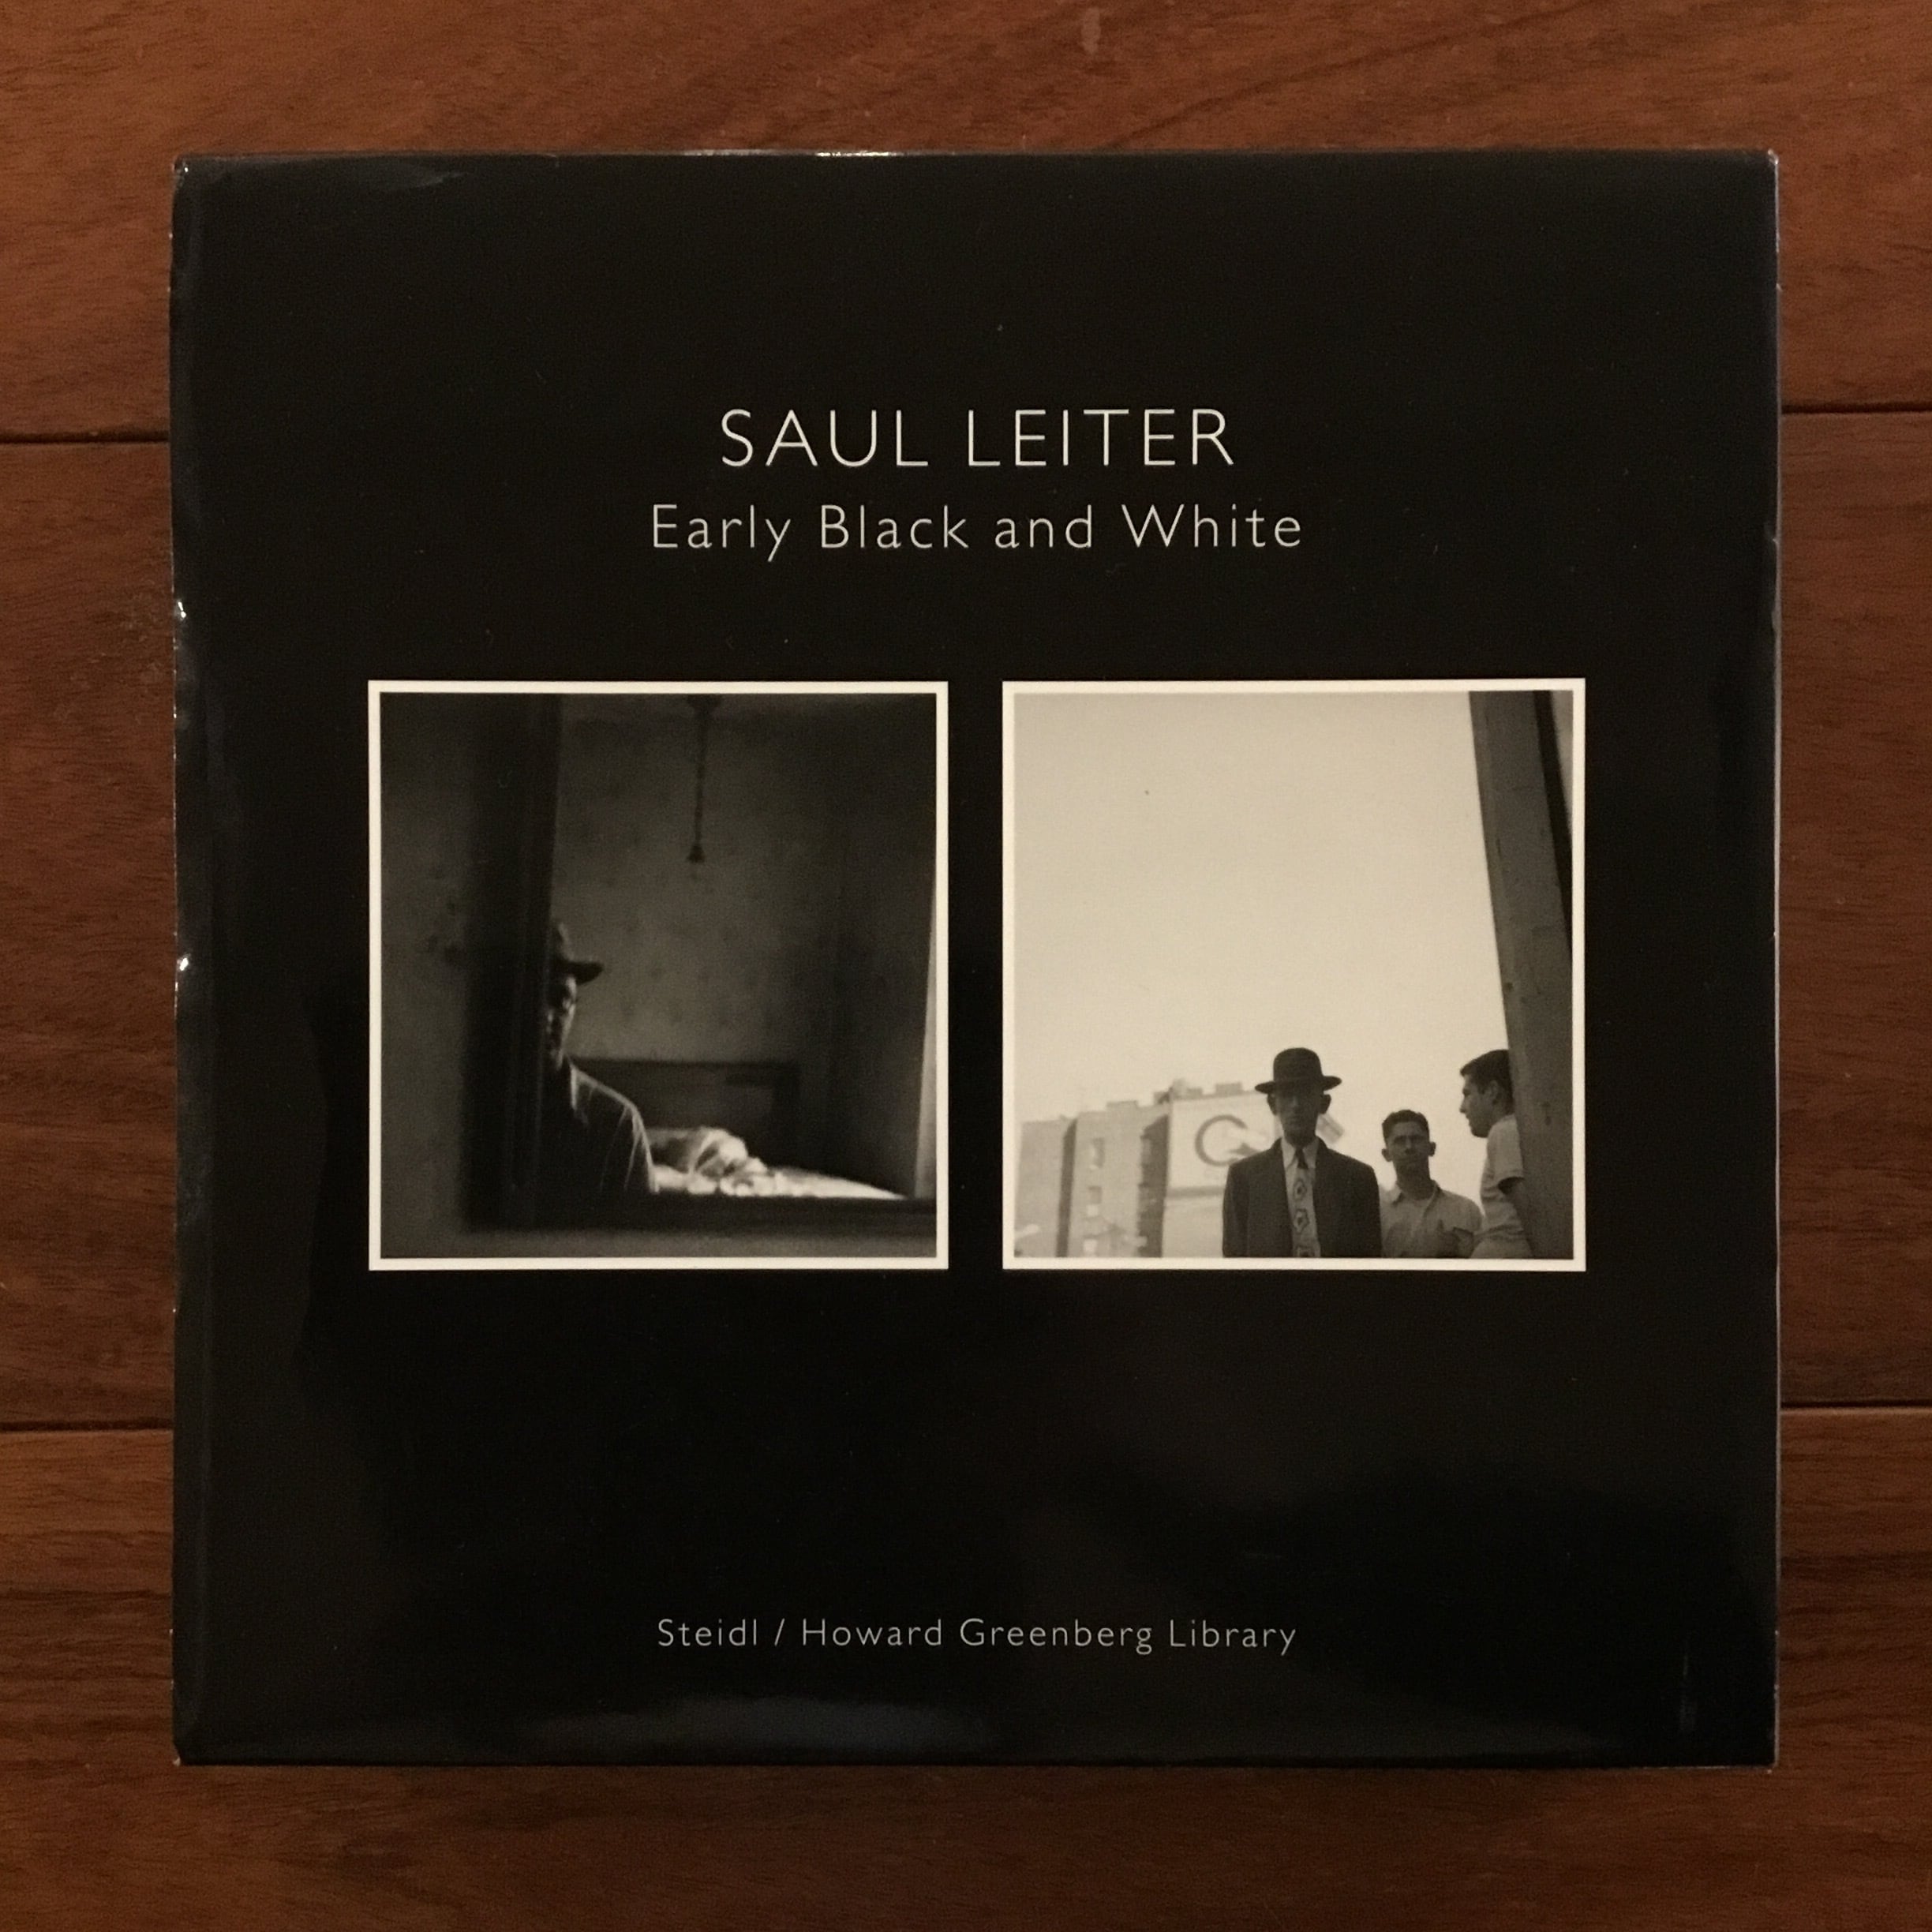 SAUL LEITER
Early Black and White
Steidl / Howard Greenberg Library